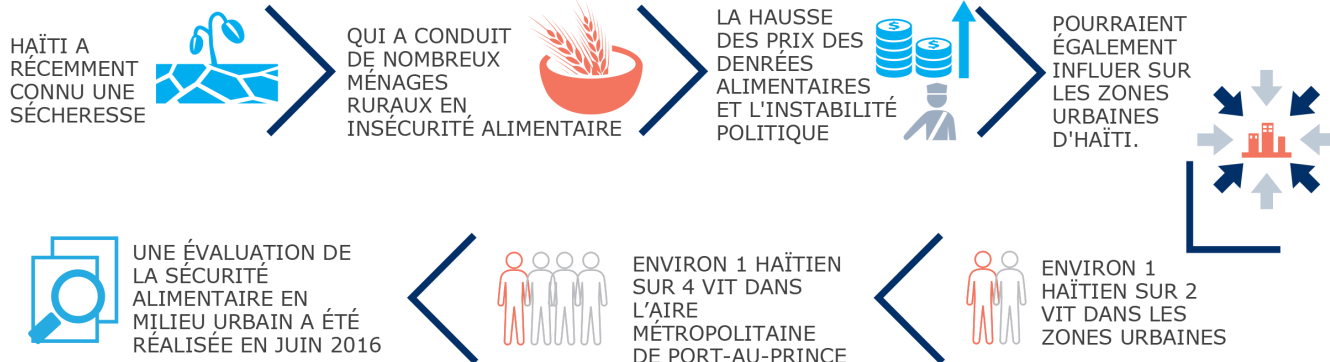 HAÏTI A
RÉCEMMENT
CONNU UNE
SÉCHERESSE
QUI A CONDUIT
DE NOMBREUX
MÉNAGES
RURAUX EN
INSÉCURITÉ ALIMENTAIRE
LA HAUSSE
DES PRIX DES
DENRÉES
ALIMENTAIRES
ET L'INSTABILITÉ
POLITIQUE
$
$
POURRAIENT
ÉGALEMENT
INFLUER SUR
LES ZONES
URBAINES
D'HAÏTI.
ENVIRON 1
HAÏTIEN SUR 2
VIT DANS LES
ZONES URBAINES
ENVIRON 1 HAÏTIEN
SUR 4 VIT DANS
L’AIRE
MÉTROPOLITAINE
DE PORT-AU-PRINCE
UNE ÉVALUATION DE
LA SÉCURITÉ
ALIMENTAIRE EN
MILIEU URBAIN A ÉTÉ
RÉALISÉE EN JUIN 2016